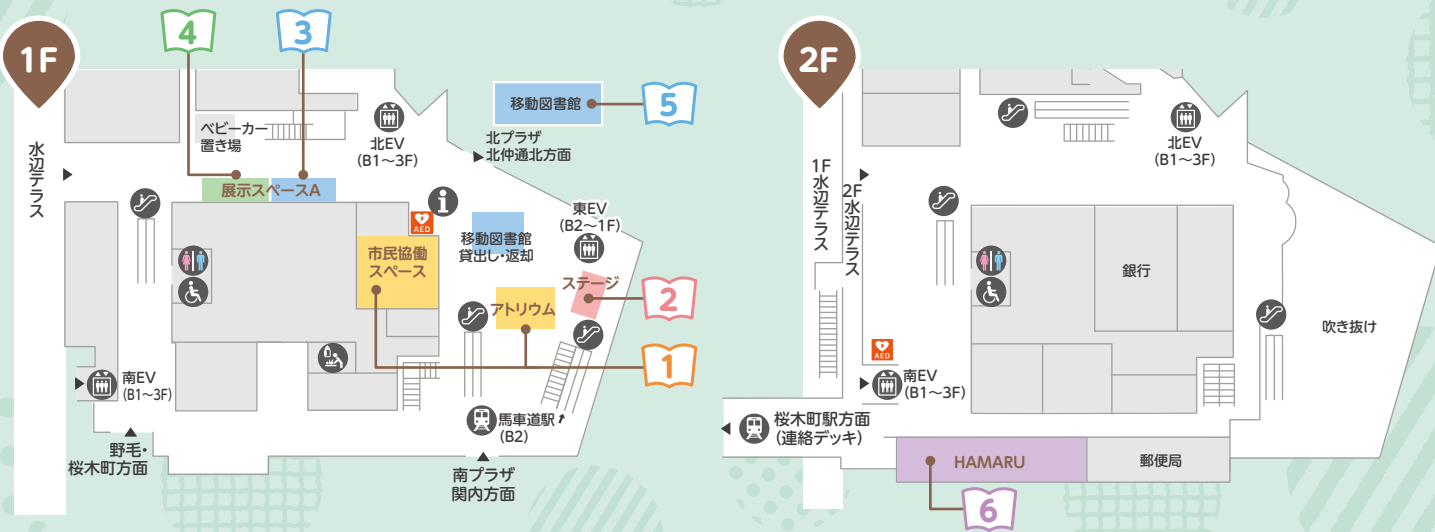 1F
4
3
5
移動図書館
ベビーカー
置き場
北EV
(B1～3F)
北プラザ
北仲通北方面
水辺テラス
展示スペースA
AED
東EV
(B2～1F)
移動図書館
貸出し・返却
市民協働
スペース
ステージ
2
アトリウム
1
南EV
(B1～3F)
馬車道駅
(B2)
野毛・
桜木町方面
南プラザ
関内方面
2F
北EV
(B1～3F)
1F水辺テラス
2F水辺テラス
銀行
吹き抜け
AED
南EV
(B1～3F)
桜木町駅方面
(連絡デッキ)
HAMARU
郵便局
6